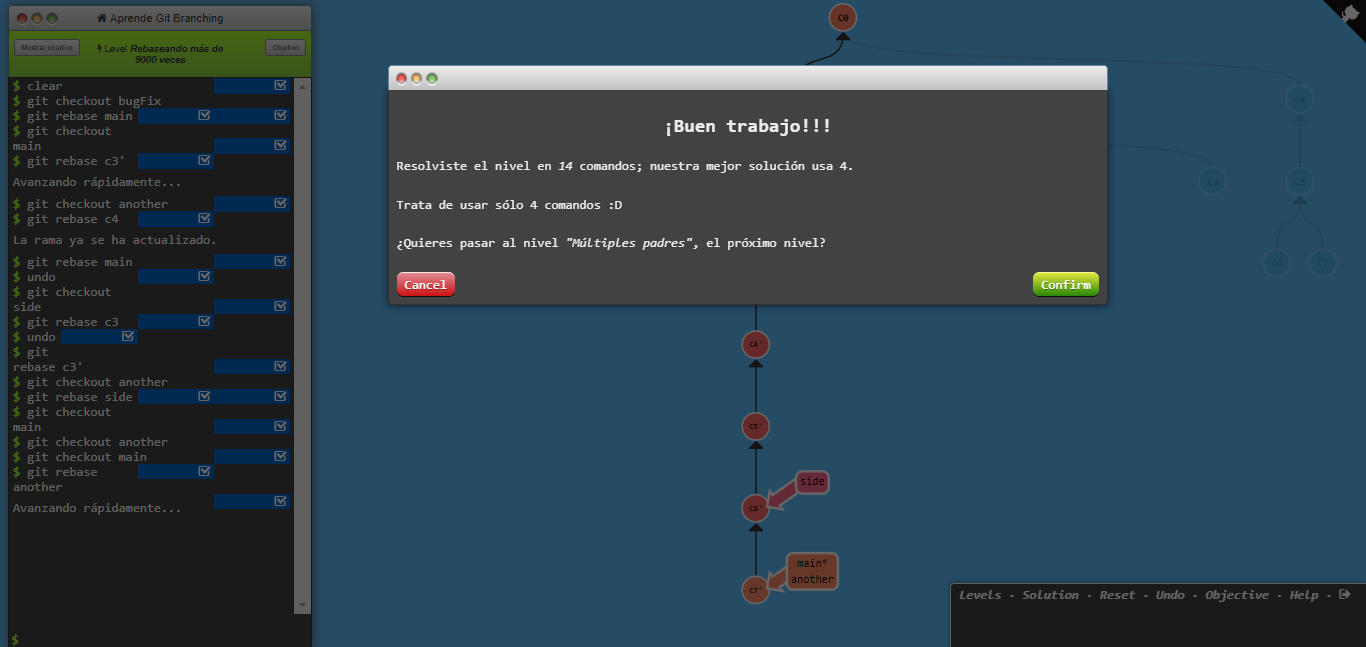 Aprende Git Branching
Mostrar objetivo
Level Rebaseando más de
9000 veces
Objetivo
$ clear
$ git checkout bugFix
$ git rebase main
$ git checkout
main
$ git rebase c3'
Avanzando rápidamente...
$ git checkout another
$ git rebase c4
La rama ya se ha actualizado.
$ git rebase main
$ undo
$ git checkout
side
$ git rebase c3
$ undo
$ git
rebase c3'
$ git checkout another
$ git rebase side
$ git checkout
main
$ git checkout another
$ git checkout main
$ git rebase
another
Avanzando rápidamente...
$
C0
¡Buen trabajo!!!
Resolviste el nivel en 14 comandos; nuestra mejor solución usa 4.
Trata de usar sólo 4 comandos :D
¿Quieres pasar al nivel "Múltiples padres", el próximo nivel?
Cancel
Confirm
C4'
C5'
side
C6'
main*
another
C7'
Levels - Solution - Reset - Undo - Objective - Help -